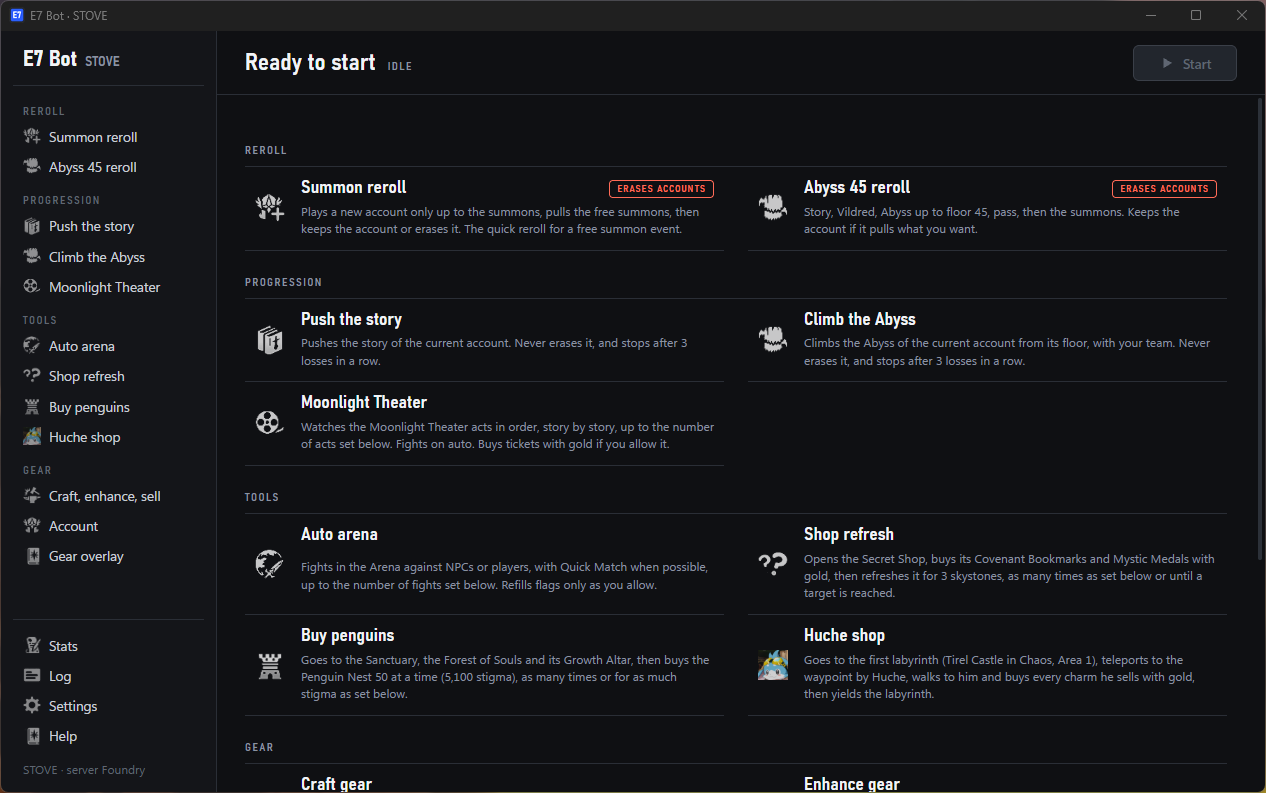 E7 E7 Bot · STOVE
E7 Bot STOVE
Ready to start IDLE
Start
REROLL
Summon reroll
Abyss 45 reroll
PROGRESSION
Push the story
Climb the Abyss
Moonlight Theater
TOOLS
Auto arena
Shop refresh
Buy penguins
Huche shop
GEAR
Craft, enhance, sell
Account
Gear overlay
Stats
Log
Settings
Help
STOVE · server Foundry
REROLL
Summon reroll ERASES ACCOUNTS
Plays a new account only up to the summons, pulls the free summons, then
keeps the account or erases it. The quick reroll for a free summon event.
Abyss 45 reroll ERASES ACCOUNTS
Story, Vildred, Abyss up to floor 45, pass, then the summons. Keeps the
account if it pulls what you want.
PROGRESSION
Push the story
Pushes the story of the current account. Never erases it, and stops after 3
losses in a row.
Climb the Abyss
Climbs the Abyss of the current account from its floor, with your team. Never
erases it, and stops after 3 losses in a row.
Moonlight Theater
Watches the Moonlight Theater acts in order, story by story, up to the number
of acts set below. Fights on auto. Buys tickets with gold if you allow it.
TOOLS
Auto arena
Fights in the Arena against NPCs or players, with Quick Match when possible,
up to the number of fights set below. Refills flags only as you allow.
Shop refresh
Opens the Secret Shop, buys its Covenant Bookmarks and Mystic Medals with
gold, then refreshes it for 3 skystones, as many times as set below or until a
target is reached.
Buy penguins
Goes to the Sanctuary, the Forest of Souls and its Growth Altar, then buys the
Penguin Nest 50 at a time (5,100 stigma), as many times or for as much
stigma as set below.
Huche shop
Goes to the first labyrinth (Tirel Castle in Chaos, Area 1), teleports to the
waypoint by Huche, walks to him and buys every charm he sells with gold,
then yields the labyrinth.
GEAR
Craft gear
Enhance gear